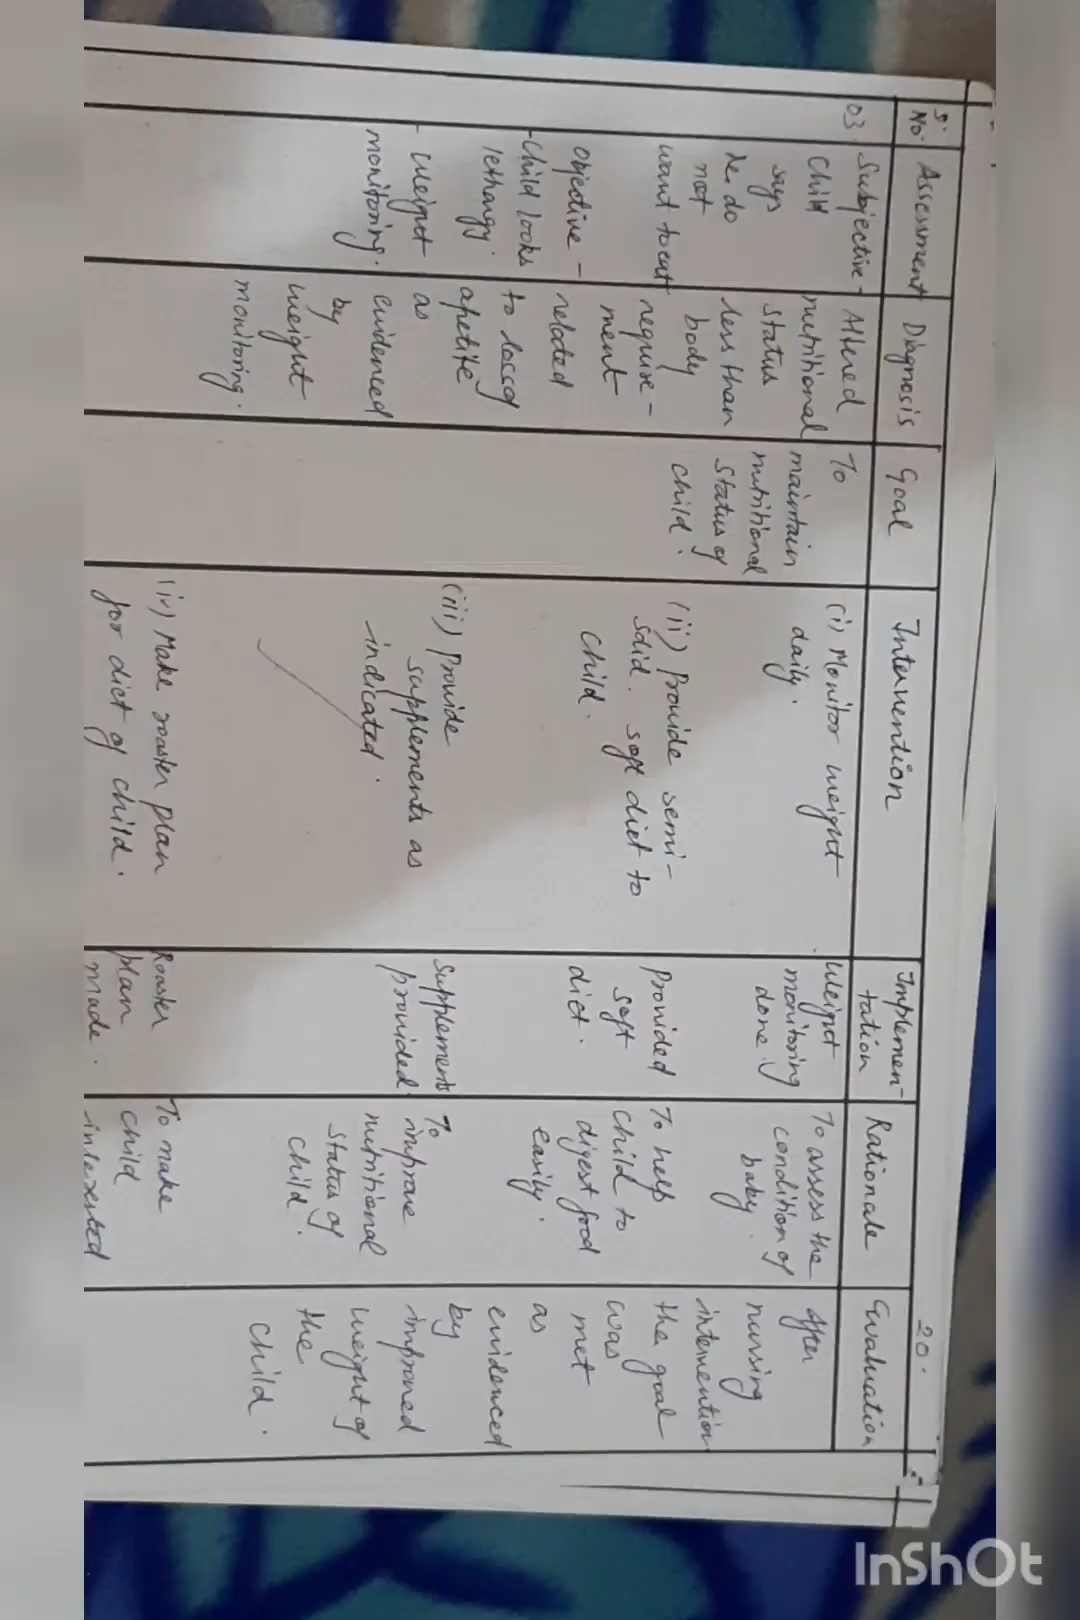 20.
S.
No.
Assessment
Diagnosis
Goal
Intervention
Implemen-
tation
Rationale
Evaluation
03.
Subjective-
Child
says
he do
not
want to eat
Objective -
-Child looks
lethargy.
- Weight
monitoring.
Altered
nutritional
status
less than
body
require-
ment
related
to loss of
apetite
as
evidenced
by
weight
monitoring.
To
maintain
nutritional
status of
child.
(i) Monitor weight
daily.
(ii) Provide semi-
solid. soft diet to
child.
(iii) Provide
supplements as
indicated.
(iv) Make roaster plan
for diet of child.
Weight
monitoring
done.
Provided
soft
diet.
Supplements
provided.
Roaster
plan
made.
To assess the
condition of
baby.
To help
child to
digest food
easily.
To
improve
nutritional
status of
child.
To make
child
intexested
After
nursing
intemention
the goal
was
met
as
evidenced
by
improved
weight of
the
child.
InShOt